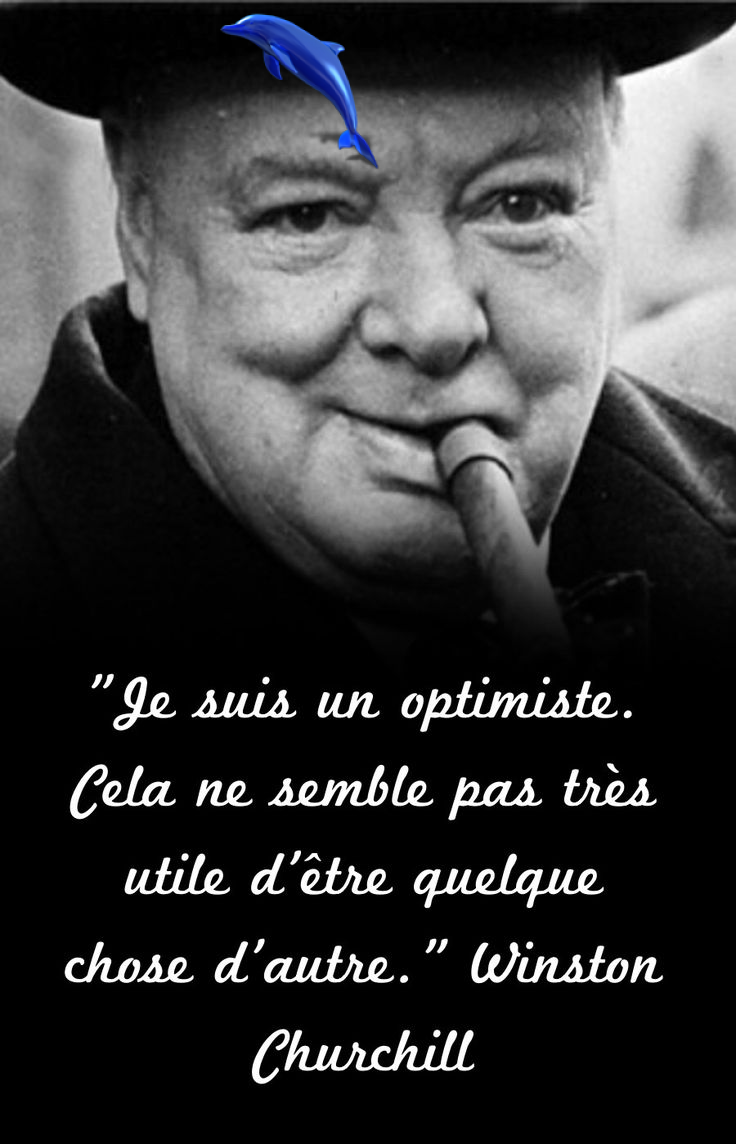 "Je suis un optimiste.
Cela ne semble pas très
utile d'être quelque
chose d'autre." Winston
Churchill